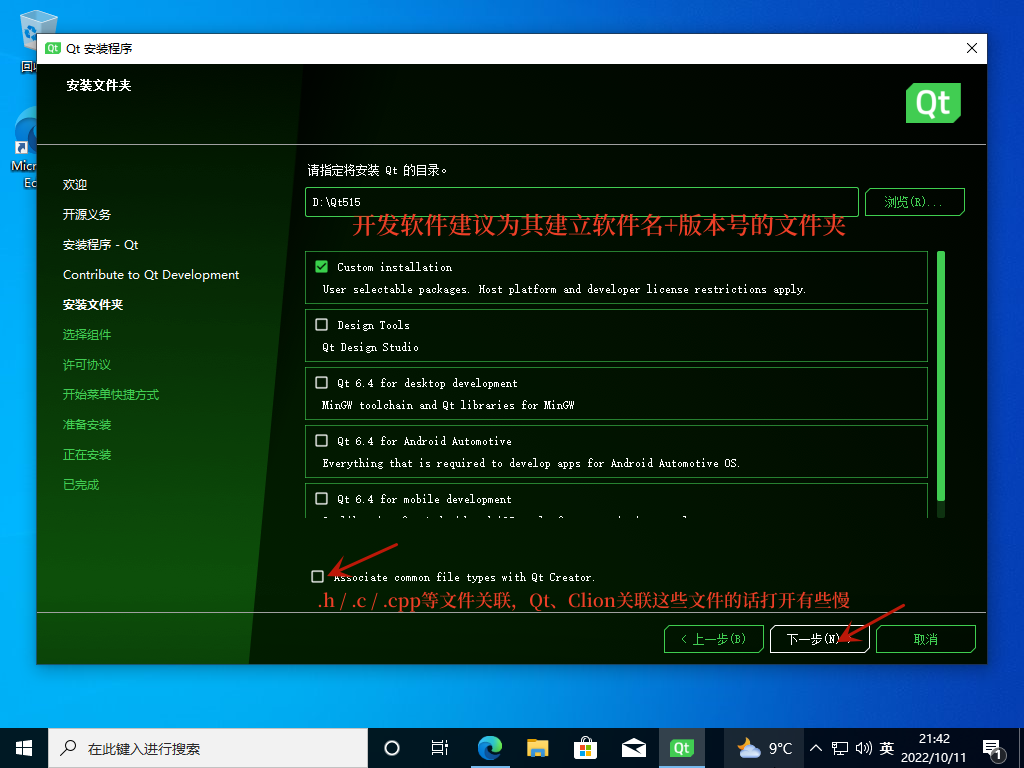 回收
Micr
Ec
Qt Qt 安装程序
安装文件夹
Qt
欢迎
开源义务
安装程序 - Qt
Contribute to Qt Development
安装文件夹
选择组件
许可协议
开始菜单快捷方式
准备安装
正在安装
已完成
请指定将安装 Qt 的目录。
D:\Qt515
浏览(R)...
开发软件建议为其建立软件名+版本号的文件夹
Custom installation
User selectable packages. Host platform and developer license restrictions apply.
Design Tools
Qt Design Studio
Qt 6.4 for desktop development
MinGW toolchain and Qt libraries for MinGW
Qt 6.4 for Android Automotive
Everything that is required to develop apps for Android Automotive OS.
Qt 6.4 for mobile development
Associate common file types with Qt Creator.
.h / .c / .cpp等文件关联，Qt、Clion关联这些文件的话打开有些慢
< 上一步(B)
下一步(N)
取消
在此键入进行搜索
Qt
9°C
英
21:42
2022/10/11
1